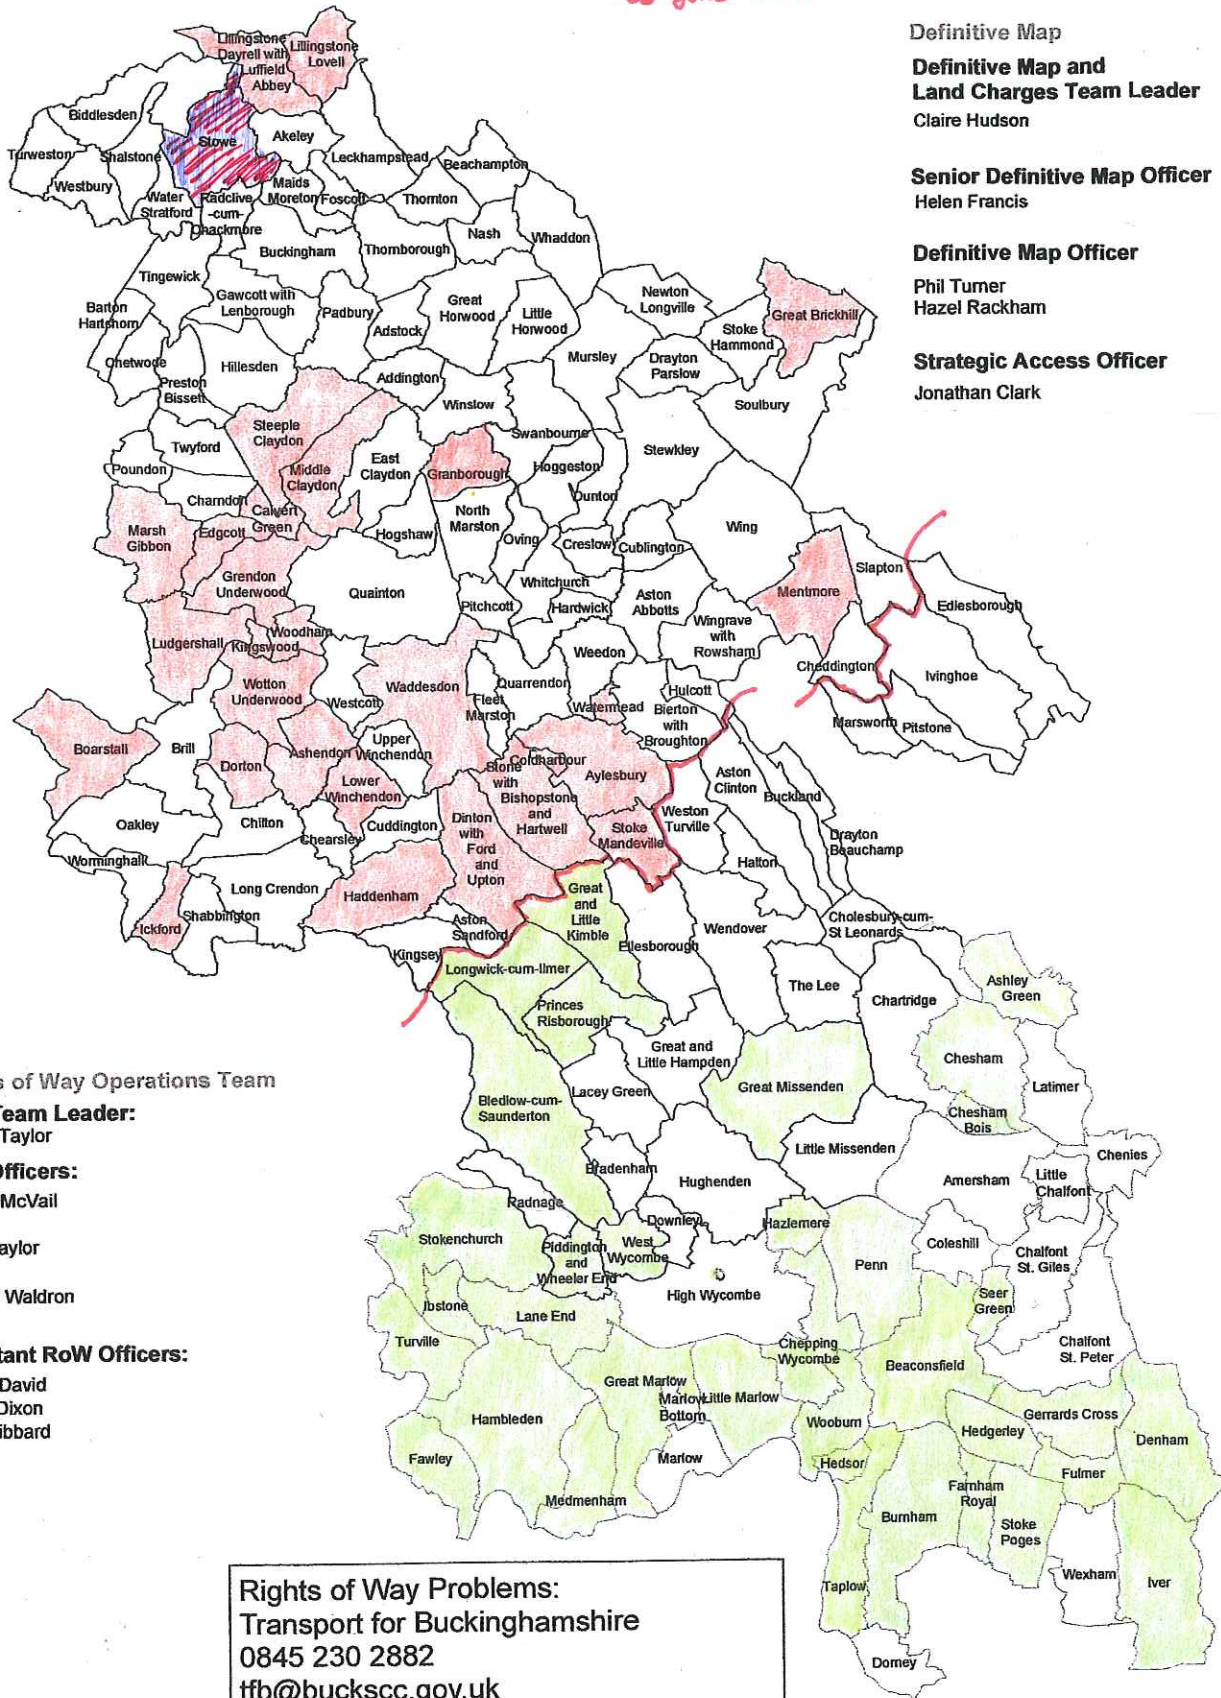 Definitive Map
Definitive Map and
Land Charges Team Leader
Claire Hudson
Senior Definitive Map Officer
Helen Francis
Definitive Map Officer
Phil Turner
Hazel Rackham
Strategic Access Officer
Jonathan Clark
Lillingstone
Dayrell with
Luffield
Abbey
Lillingstone
Lovell
Biddlesden
Stowe
Akeley
Turweston
Shalstone
Leckhampstead
Beachampton
Westbury
Water
Stratford
Radclive
-cum-
Chackmore
Maids
Moreton
Foscott
Thornton
Buckingham
Thornborough
Nash
Whaddon
Tingewick
Barton
Hartshorn
Gawcott with
Lenborough
Padbury
Adstock
Great
Horwood
Little
Horwood
Newton
Longville
Stoke
Hammond
Great Brickhill
Chetwode
Preston
Bissett
Hillesden
Addington
Mursley
Drayton
Parslow
Winslow
Soulbury
Twyford
Steeple
Claydon
Swanbourne
Poundon
Middle
Claydon
East
Claydon
Granborough
Hoggeston
Stewkley
Charndon
Calvert
Green
Dunton
Marsh
Gibbon
Edgcott
Hogshaw
North
Marston
Oving
Creslow
Cublington
Wing
Grendon
Underwood
Quainton
Whitchurch
Pitchcott
Hardwick
Aston
Abbotts
Mentmore
Slapton
Edlesborough
Ludgershall
Woodham
Kingswood
Wingrave
with
Rowsham
Weedon
Cheddington
Ivinghoe
Wotton
Underwood
Westcott
Waddesdon
Fleet
Marston
Quarrendon
Watermead
Hulcott
Bierton
with
Broughton
Marsworth
Pitstone
Boarstall
Brill
Dorton
Ashendon
Upper
Winchendon
Lower
Winchendon
Coldharbour
Stone
with
Bishopstone
and
Hartwell
Aylesbury
Aston
Clinton
Buckland
Oakley
Chilton
Chearsley
Cuddington
Dinton
with
Ford
and
Upton
Stoke
Mandeville
Weston
Turville
Drayton
Beauchamp
Worminghall
Halton
Long Crendon
Haddenham
Great
and
Little
Kimble
Ickford
Shabbington
Aston
Sandford
Ellesborough
Wendover
Cholesbury-cum-
St Leonards
Kingsey
Longwick-cum-Ilmer
The Lee
Chartridge
Ashley
Green
Princes
Risborough
Great and
Little Hampden
Chesham
Bledlow-cum-
Saunderton
Lacey Green
Great Missenden
Latimer
Chesham
Bois
Little Missenden
Chenies
Bradenham
Hughenden
Amersham
Little
Chalfont
Radnage
Downley
Hazlemere
Stokenchurch
Piddington
and
Wheeler End
West
Wycombe
Penn
Coleshill
Chalfont
St. Giles
High Wycombe
Seer
Green
Ibstone
Lane End
Turville
Chepping
Wycombe
Beaconsfield
Chalfont
St. Peter
Great Marlow
Marlow
Bottom
Little Marlow
Hambleden
Wooburn
Hedgerley
Gerrards Cross
Denham
Fawley
Marlow
Hedsor
Fulmer
Medmenham
Burnham
Farnham
Royal
Stoke
Poges
Taplow
Wexham
Iver
Dorney
s of Way Operations Team
Team Leader:
Taylor
Officers:
McVail
aylor
Waldron
tant RoW Officers:
David
Dixon
ibbard
Rights of Way Problems:
Transport for Buckinghamshire
0845 230 2882
tfb@buckscc.gov.uk